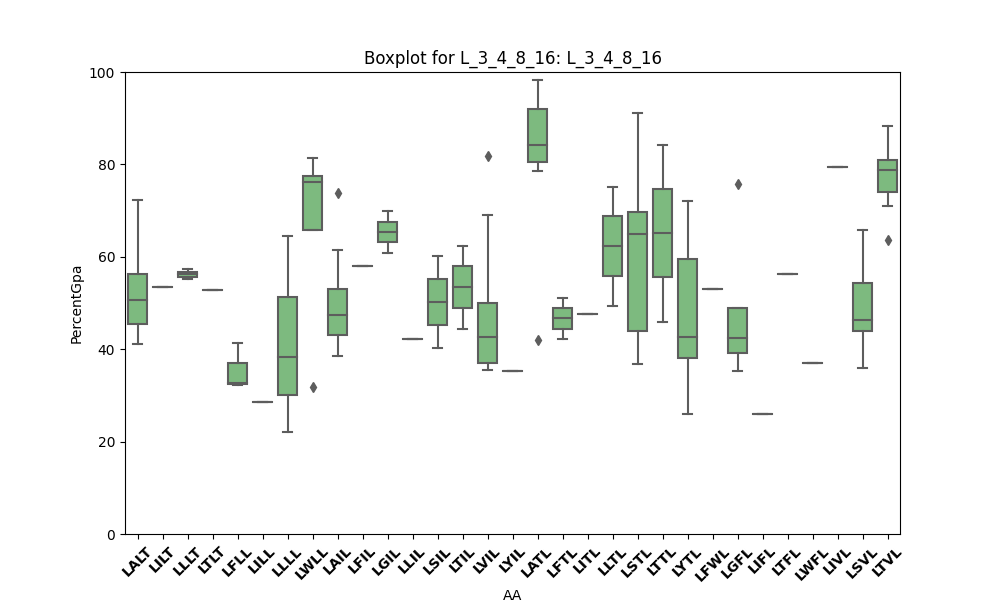 Boxplot for L_3_4_8_16: L_3_4_8_16
PercentGpa
100
80
60
40
20
0
LALT LILT LLLT LTLT LFLL LILL LLLL LWLL LAIL LFIL LGIL LLIL LSIL LTIL LVIL LYIL LATL LFTL LITL LLTL LSTL LTTL LYTL LFWL LGFL LIFL LTFL LWFL LIVL LSVL LTVL
AA